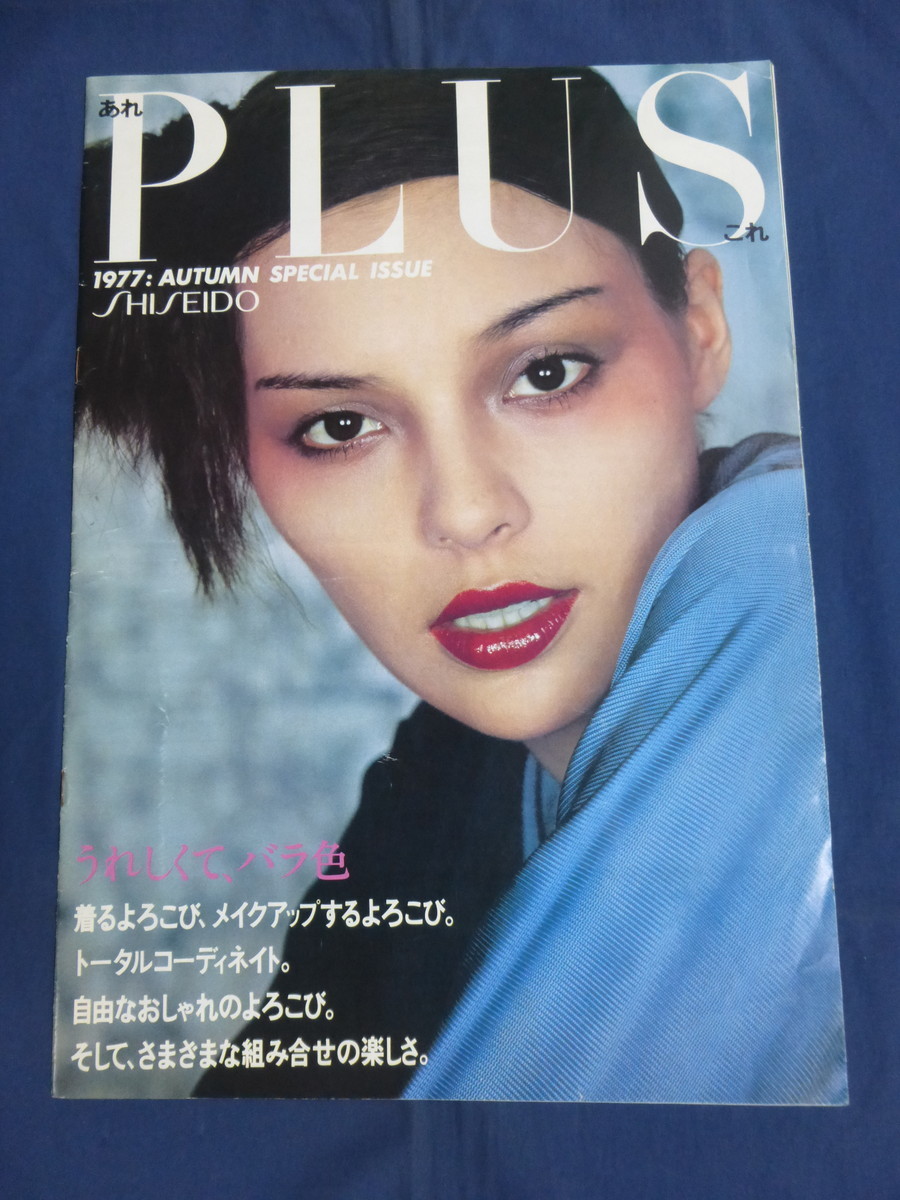 あれ
PLUS
これ
1977: AUTUMN SPECIAL ISSUE
SHISEIDO
うれしくて、バラ色
着るよろこび、メイクアップするよろこび。
トータルコーディネイト。
自由なおしゃれのよろこび。
そして、さまざまな組み合せの楽しさ。